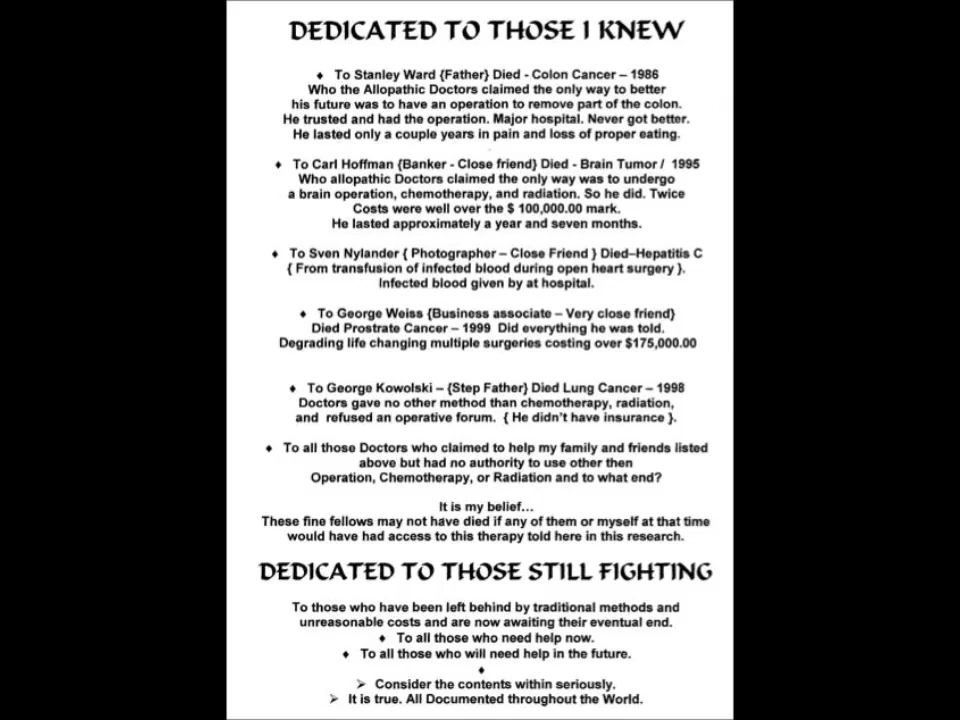 DEDICATED TO THOSE I KNEW
♦ To Stanley Ward {Father} Died - Colon Cancer – 1986
Who the Allopathic Doctors claimed the only way to better
his future was to have an operation to remove part of the colon.
He trusted and had the operation. Major hospital. Never got better.
He lasted only a couple years in pain and loss of proper eating.
♦ To Carl Hoffman {Banker - Close friend} Died - Brain Tumor / 1995
Who allopathic Doctors claimed the only way was to undergo
a brain operation, chemotherapy, and radiation. So he did. Twice
Costs were well over the $ 100,000.00 mark.
He lasted approximately a year and seven months.
♦ To Sven Nylander { Photographer – Close Friend } Died–Hepatitis C
{ From transfusion of infected blood during open heart surgery }.
Infected blood given by at hospital.
♦ To George Weiss {Business associate – Very close friend}
Died Prostrate Cancer – 1999 Did everything he was told.
Degrading life changing multiple surgeries costing over $175,000.00
♦ To George Kowolski – {Step Father} Died Lung Cancer – 1998
Doctors gave no other method than chemotherapy, radiation,
and refused an operative forum. { He didn't have insurance }.
♦ To all those Doctors who claimed to help my family and friends listed
above but had no authority to use other then
Operation, Chemotherapy, or Radiation and to what end?
It is my belief...
These fine fellows may not have died if any of them or myself at that time
would have had access to this therapy told here in this research.
DEDICATED TO THOSE STILL FIGHTING
To those who have been left behind by traditional methods and
unreasonable costs and are now awaiting their eventual end.
♦ To all those who need help now.
♦ To all those who will need help in the future.
♦
➢ Consider the contents within seriously.
➢ It is true. All Documented throughout the World.